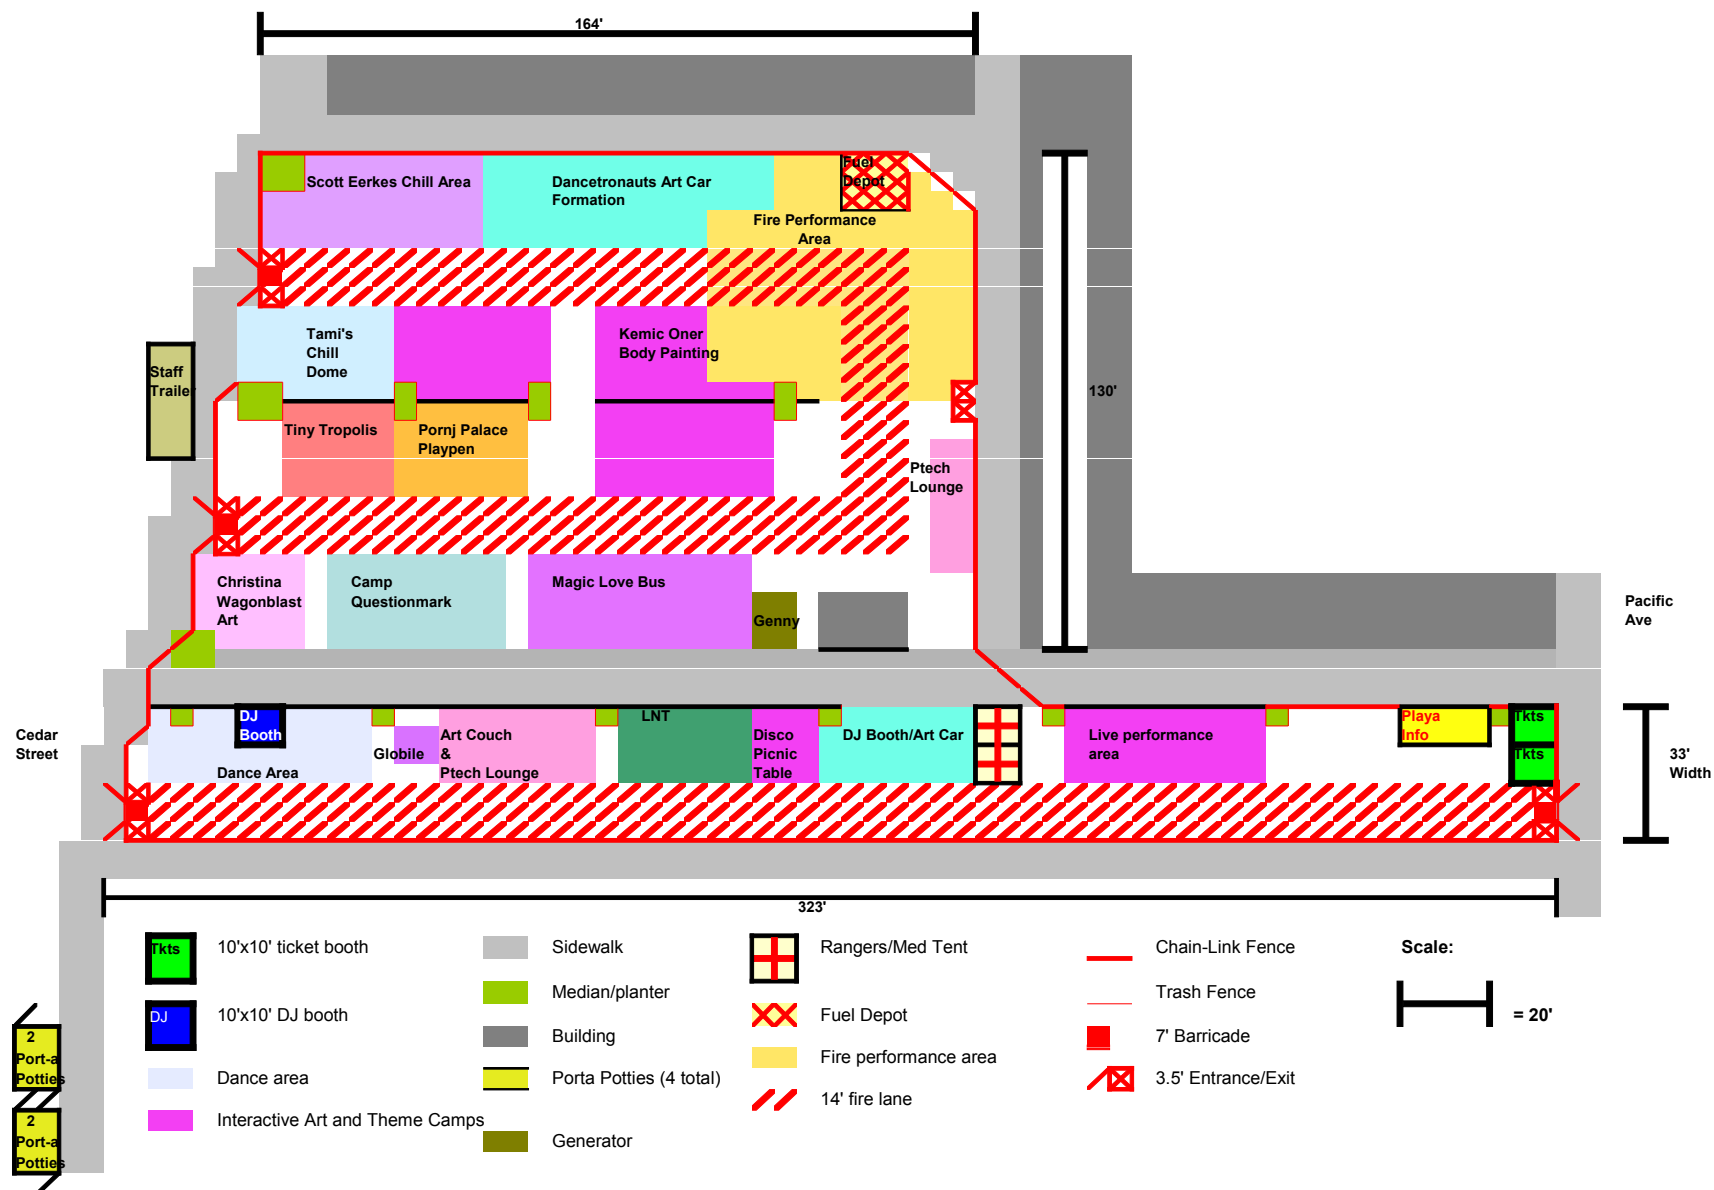 164'
Scott Eerkes Chill Area
Dancetronauts Art Car
Formation
Fuel
Depot
Fire Performance
Area
Tami's
Chill
Dome
Kemic Oner
Body Painting
Staff
Trailer
130'
Tiny Tropolis
Pornj Palace
Playpen
Ptech
Lounge
Christina
Wagonblast
Art
Camp
Questionmark
Magic Love Bus
Genny
Pacific
Ave
Cedar
Street
DJ
Booth
Dance Area
Globile
Art Couch
&
Ptech Lounge
LNT
Disco
Picnic
Table
DJ Booth/Art Car
Live performance
area
Playa
Info
Tkts
Tkts
33'
Width
323'
Tkts
10'x10' ticket booth
DJ
10'x10' DJ booth
Dance area
Interactive Art and Theme Camps
Sidewalk
Median/planter
Building
Porta Potties (4 total)
Generator
Rangers/Med Tent
Fuel Depot
Fire performance area
14' fire lane
Chain-Link Fence
Trash Fence
7' Barricade
3.5' Entrance/Exit
Scale:
= 20'
2
Port-a
Potties
2
Port-a
Potties